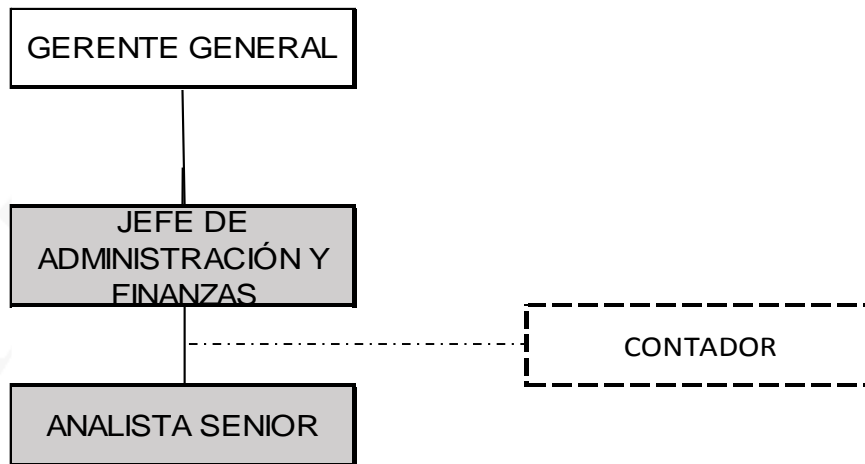 GERENTE GENERAL
JEFE DE
ADMINISTRACIÓN Y
FINANZAS
CONTADOR
ANALISTA SENIOR